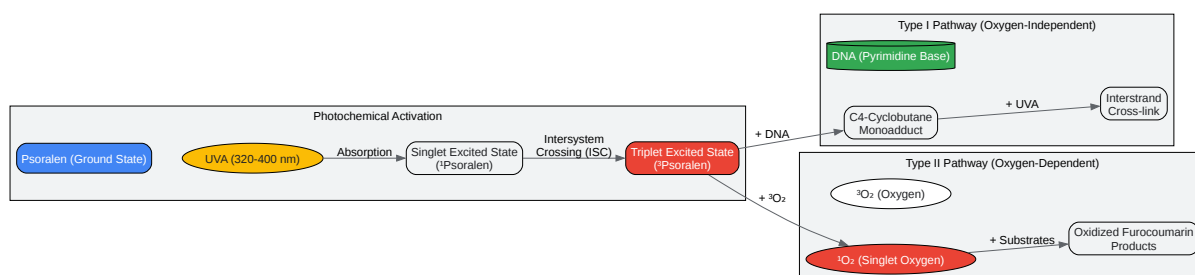 Photochemical Activation
Psoralen (Ground State)
UVA (320-400 nm)
Absorption
Singlet Excited State
(¹Psoralen)
Intersystem
Crossing (ISC)
Triplet Excited State
(³Psoralen)
+ DNA
+ ³O₂
Type I Pathway (Oxygen-Independent)
DNA (Pyrimidine Base)
C4-Cyclobutane
Monoadduct
+ UVA
Interstrand
Cross-link
Type II Pathway (Oxygen-Dependent)
³O₂ (Oxygen)
¹O₂ (Singlet Oxygen)
+ Substrates
Oxidized Furocoumarin
Products